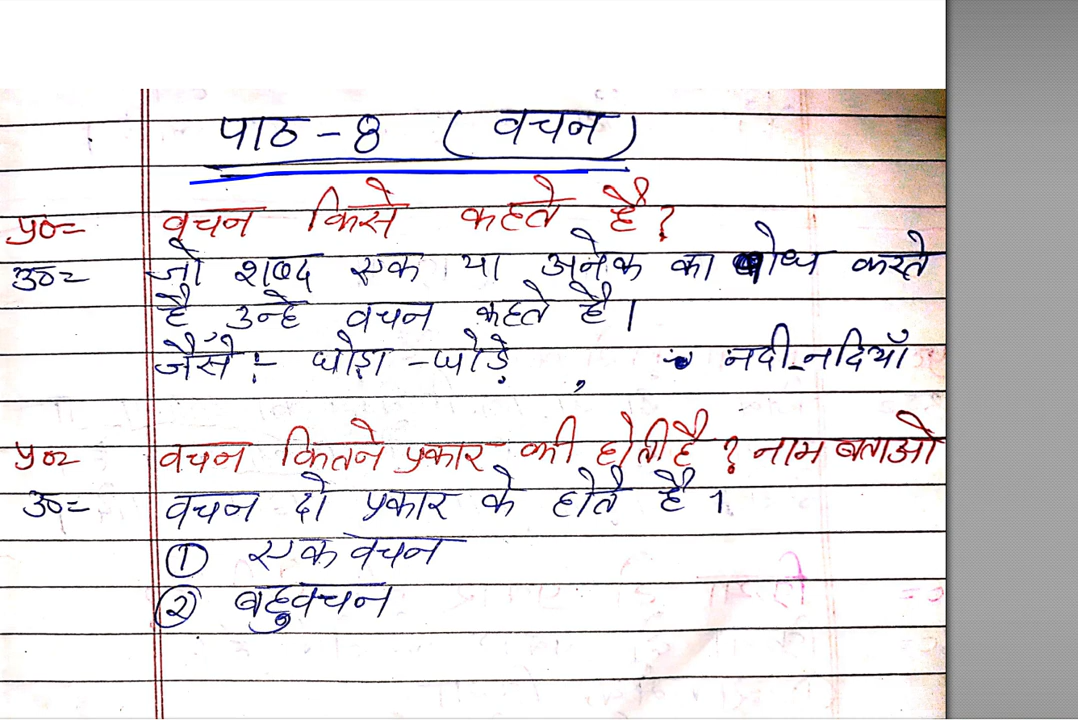 पाठ - 8 (वचन)
प्र०= वचन किसे कहते है?
उ०= जो शब्द एक या अनेक का बोध करते
है उन्हे वचन कहते है।
जैसे :- घोड़ा - घोड़े , नदी - नदियाँ
प्र०= वचन कितने प्रकार की होती है? नाम बताओ
उ०= वचन दो प्रकार के होते है।
① एकवचन
② बहुवचन